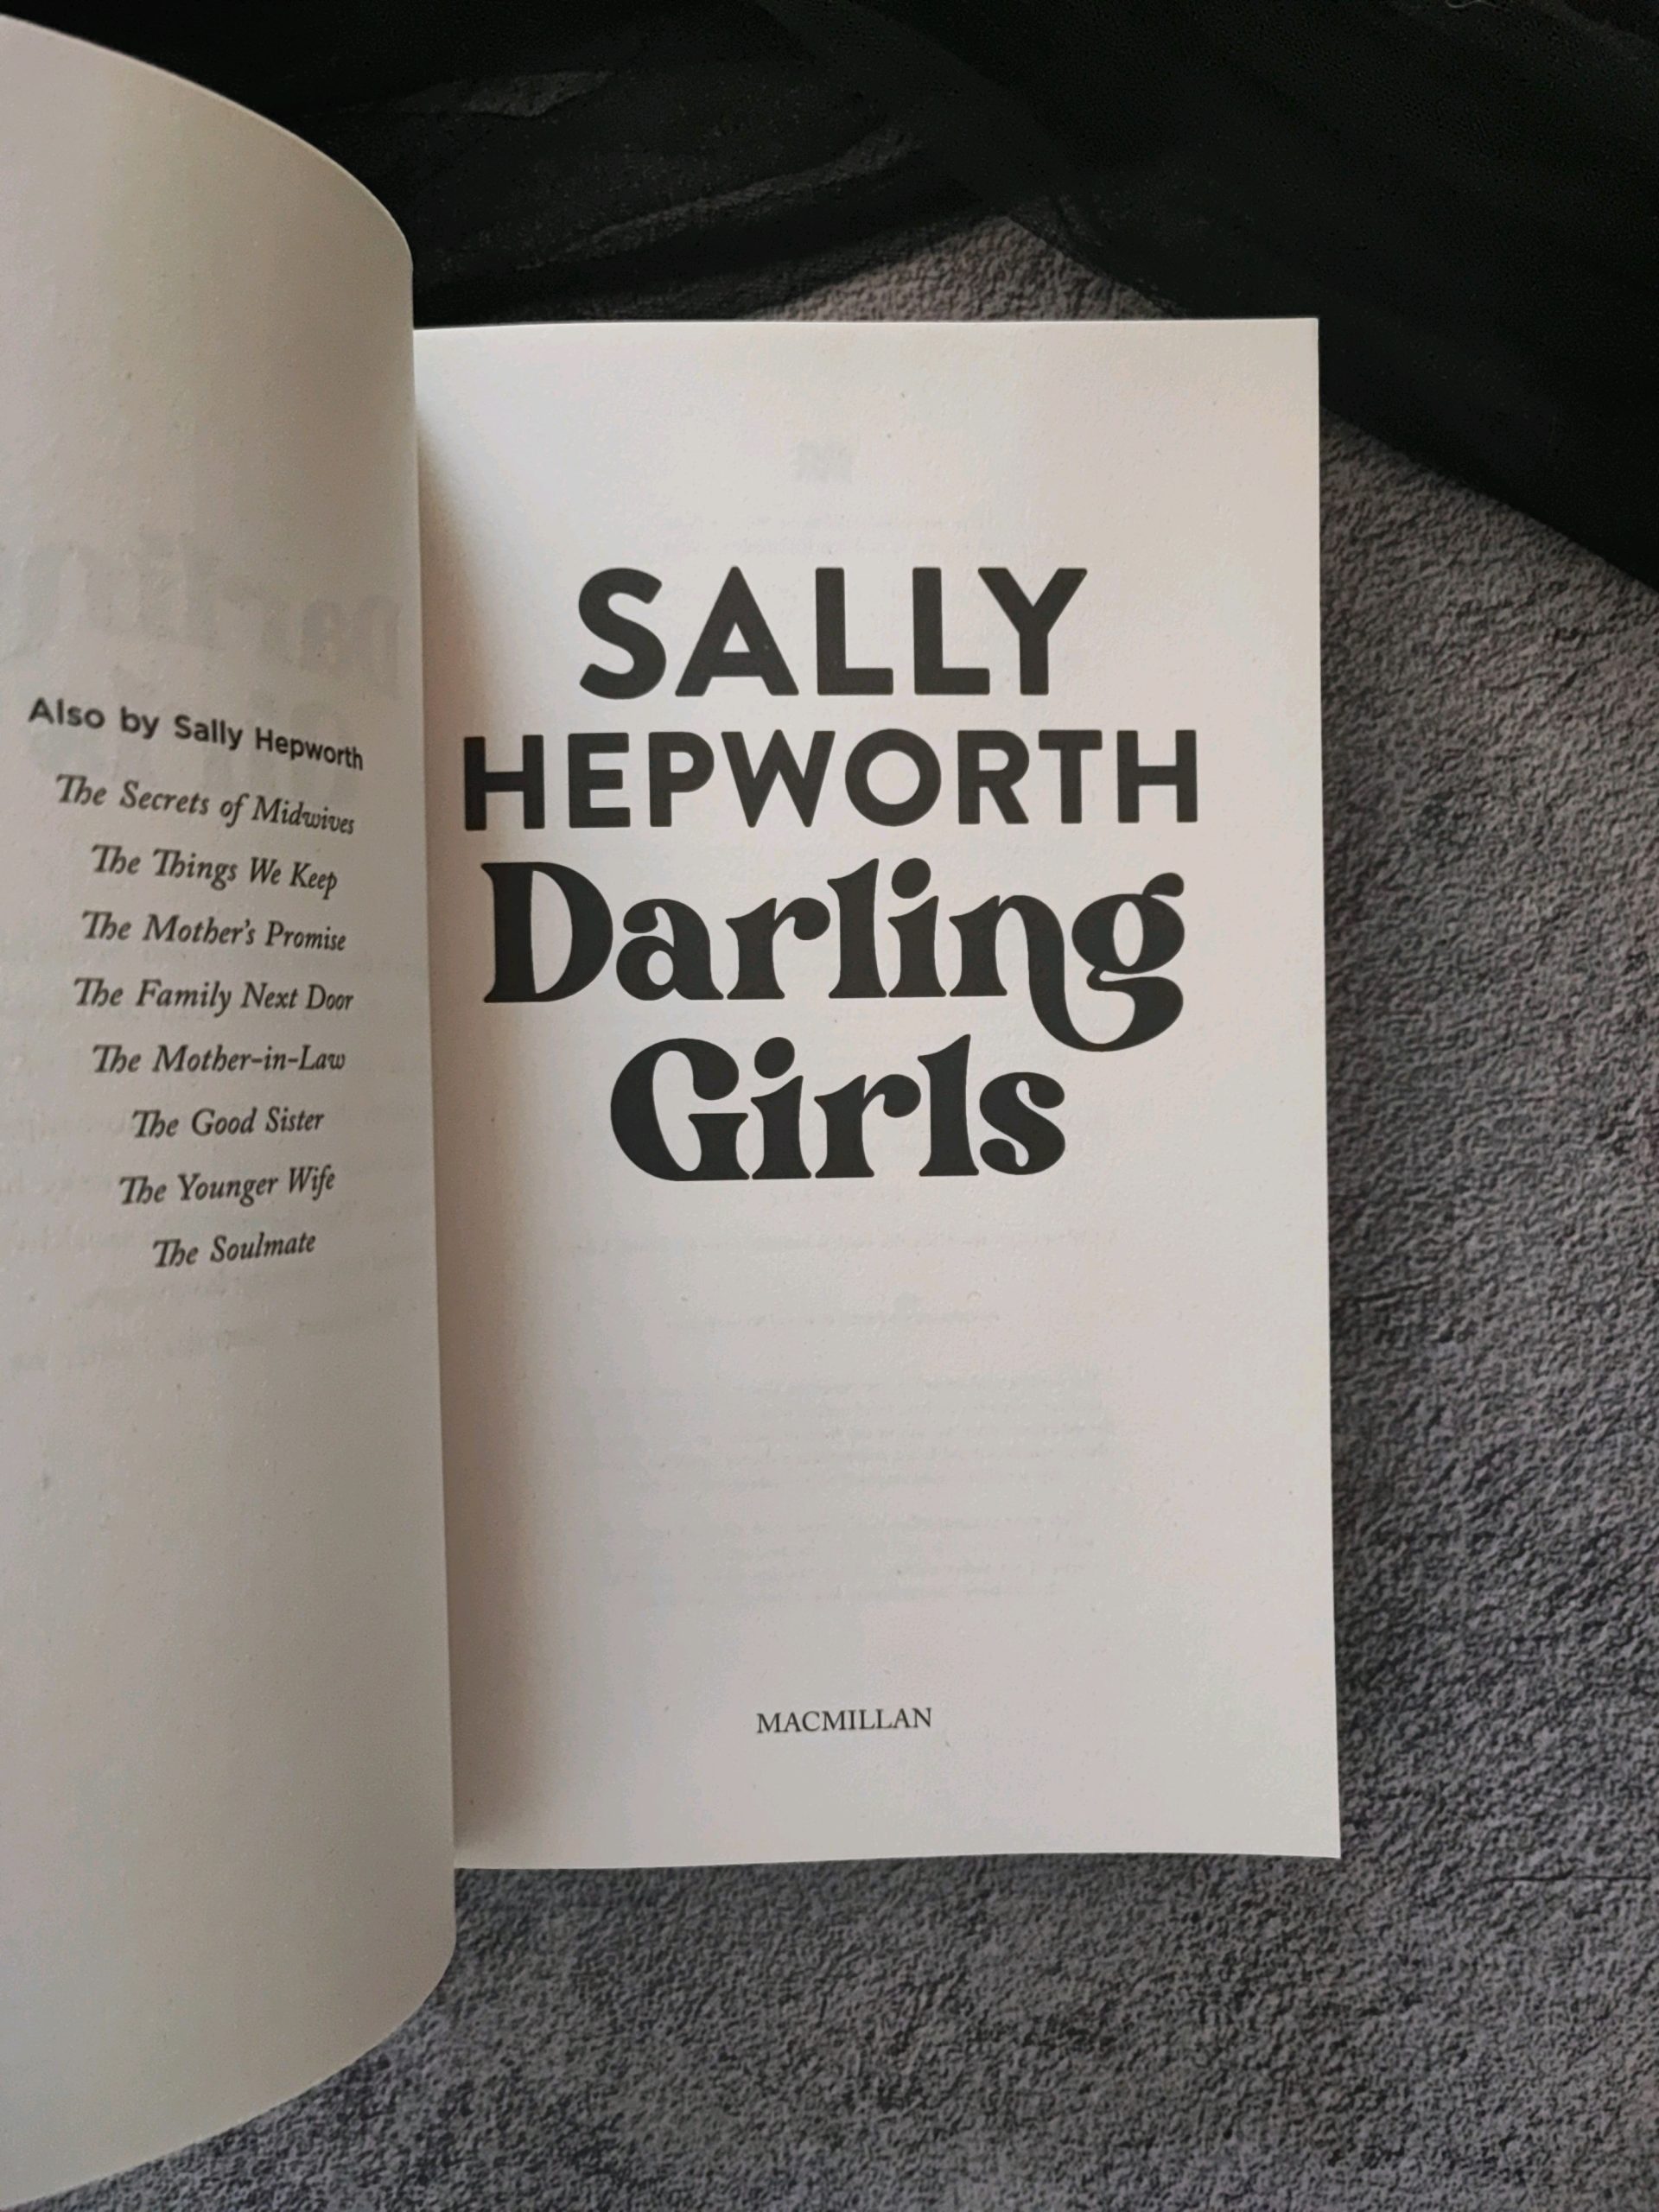 Also by Sally Hepworth
The Secrets of Midwives
The Things We Keep
The Mother's Promise
The Family Next Door
The Mother-in-Law
The Good Sister
The Younger Wife
The Soulmate
SALLY
HEPWORTH
Darling
Girls
MACMILLAN